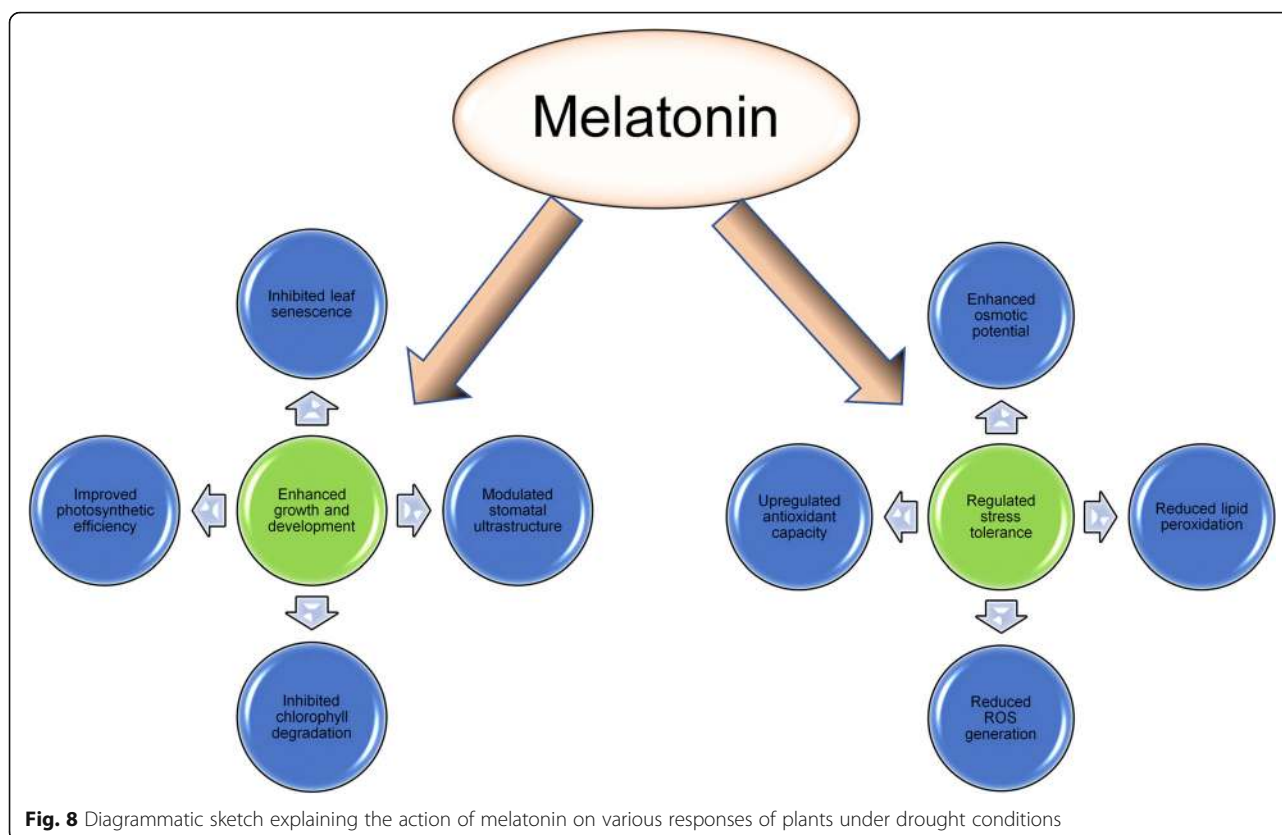 Melatonin
Inhibited leaf
senescence
Improved
photosynthetic
efficiency
Enhanced
growth and
development
Modulated
stomatal
ultrastructure
Inhibited
chlorophyll
degradation
Enhanced
osmotic
potential
Upregulated
antioxidant
capacity
Regulated
stress
tolerance
Reduced lipid
peroxidation
Reduced
ROS
generation
Fig. 8 Diagrammatic sketch explaining the action of melatonin on various responses of plants under drought conditions